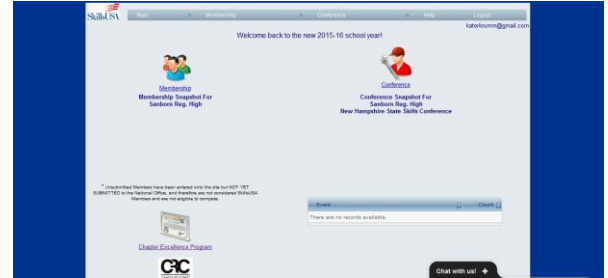 SkillsUSA
Main Membership Conference Help Logout
katerkrumm@gmail.com
Welcome back to the new 2015-16 school year!
Membership
Membership Snapshot For
Sanborn Reg. High
Conference
Conference Snapshot For
Sanborn Reg. High
New Hampshire State Skills Conference
* Unsubmitted Members have been entered onto the site but NOT YET
SUBMITTED to the National Office, and therefore are not considered SkillsUSA
Members and are not eligible to compete.
Event Count
There are no records available.
Chapter Excellence Program
CRC
Chat with us! +